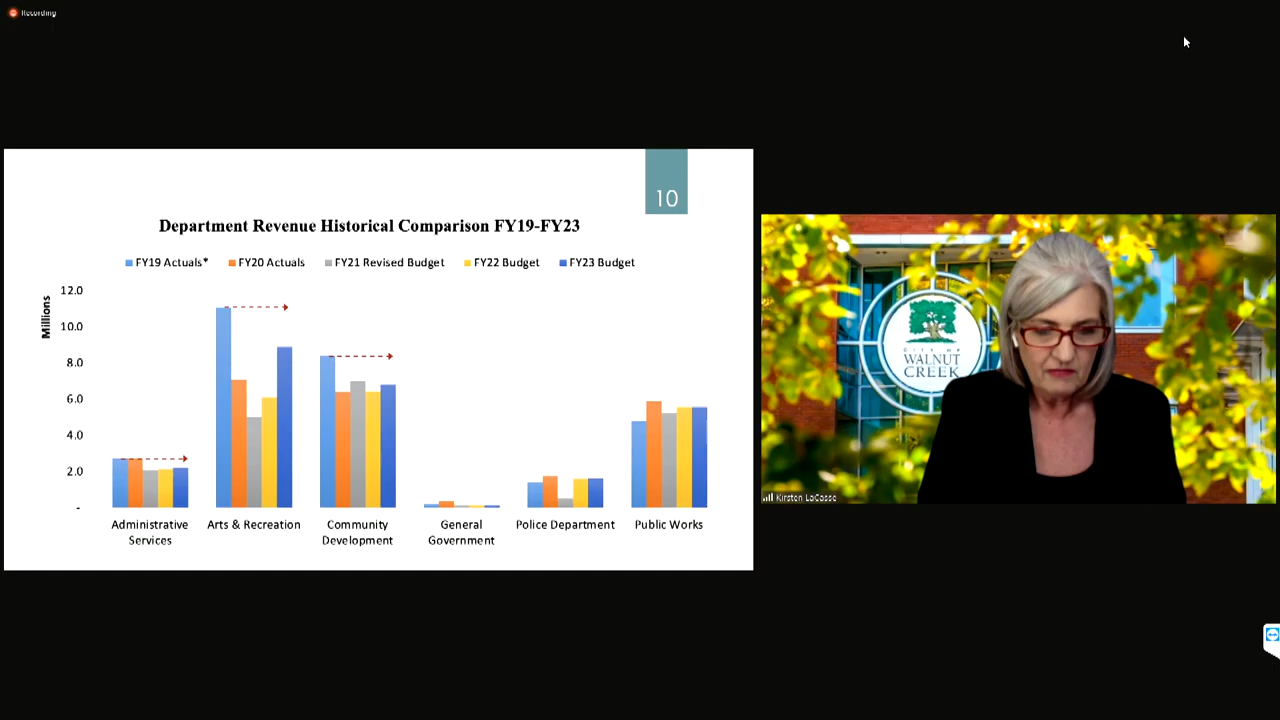 Recording
10
Department Revenue Historical Comparison FY19-FY23
FY19 Actuals* FY20 Actuals FY21 Revised Budget FY22 Budget FY23 Budget
Millions
12.0
10.0
8.0
6.0
4.0
2.0
-
Administrative Services
Arts & Recreation
Community Development
General Government
Police Department
Public Works
CITY OF
WALNUT
CREEK
Kirsten LaCasse